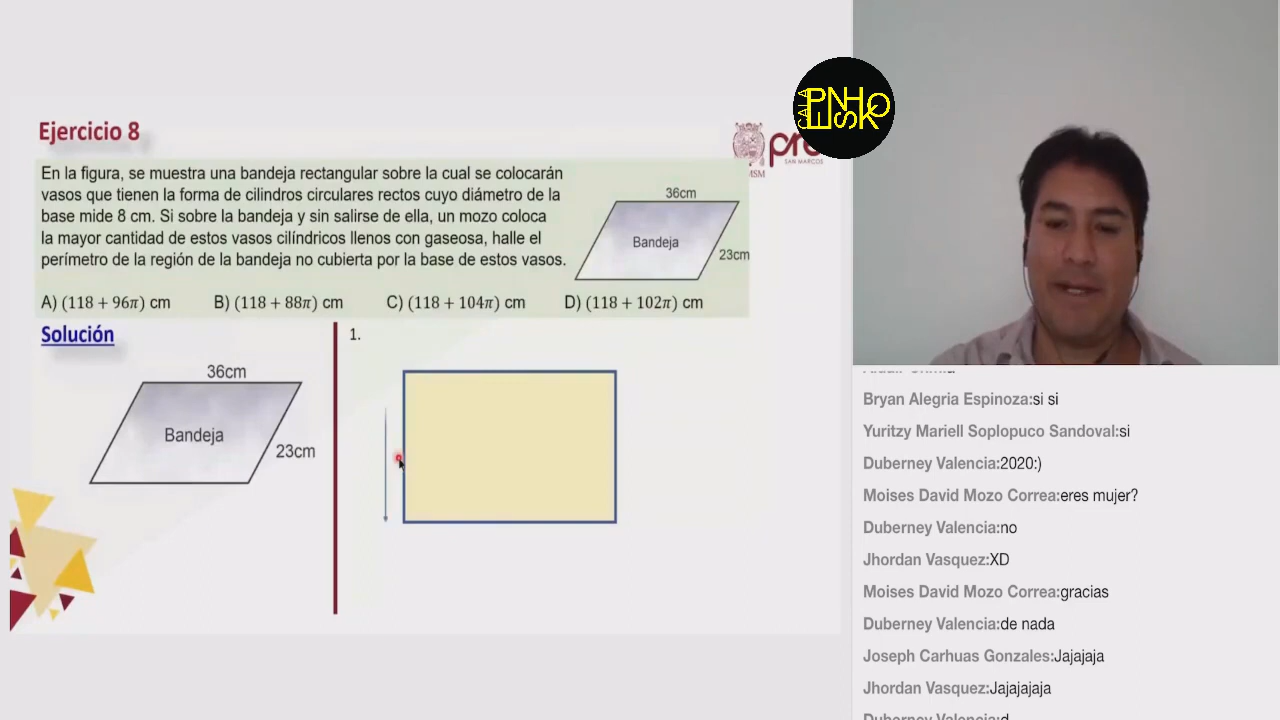 Ejercicio 8
En la figura, se muestra una bandeja rectangular sobre la cual se colocarán
vasos que tienen la forma de cilindros circulares rectos cuyo diámetro de la
base mide 8 cm. Si sobre la bandeja y sin salirse de ella, un mozo coloca
la mayor cantidad de estos vasos cilíndricos llenos con gaseosa, halle el
perímetro de la región de la bandeja no cubierta por la base de estos vasos.
36cm
Bandeja
23cm
A) (118 + 96π) cm B) (118 + 88π) cm C) (118 + 104π) cm D) (118 + 102π) cm
SAN MARCOS
Solución
36cm
Bandeja
23cm
1.
Bryan Alegria Espinoza:si si
Yuritzy Mariell Soplopuco Sandoval:si
Duberney Valencia:2020:)
Moises David Mozo Correa:eres mujer?
Duberney Valencia:no
Jhordan Vasquez:XD
Moises David Mozo Correa:gracias
Duberney Valencia:de nada
Joseph Carhuas Gonzales:Jajajaja
Jhordan Vasquez:Jajajajaja